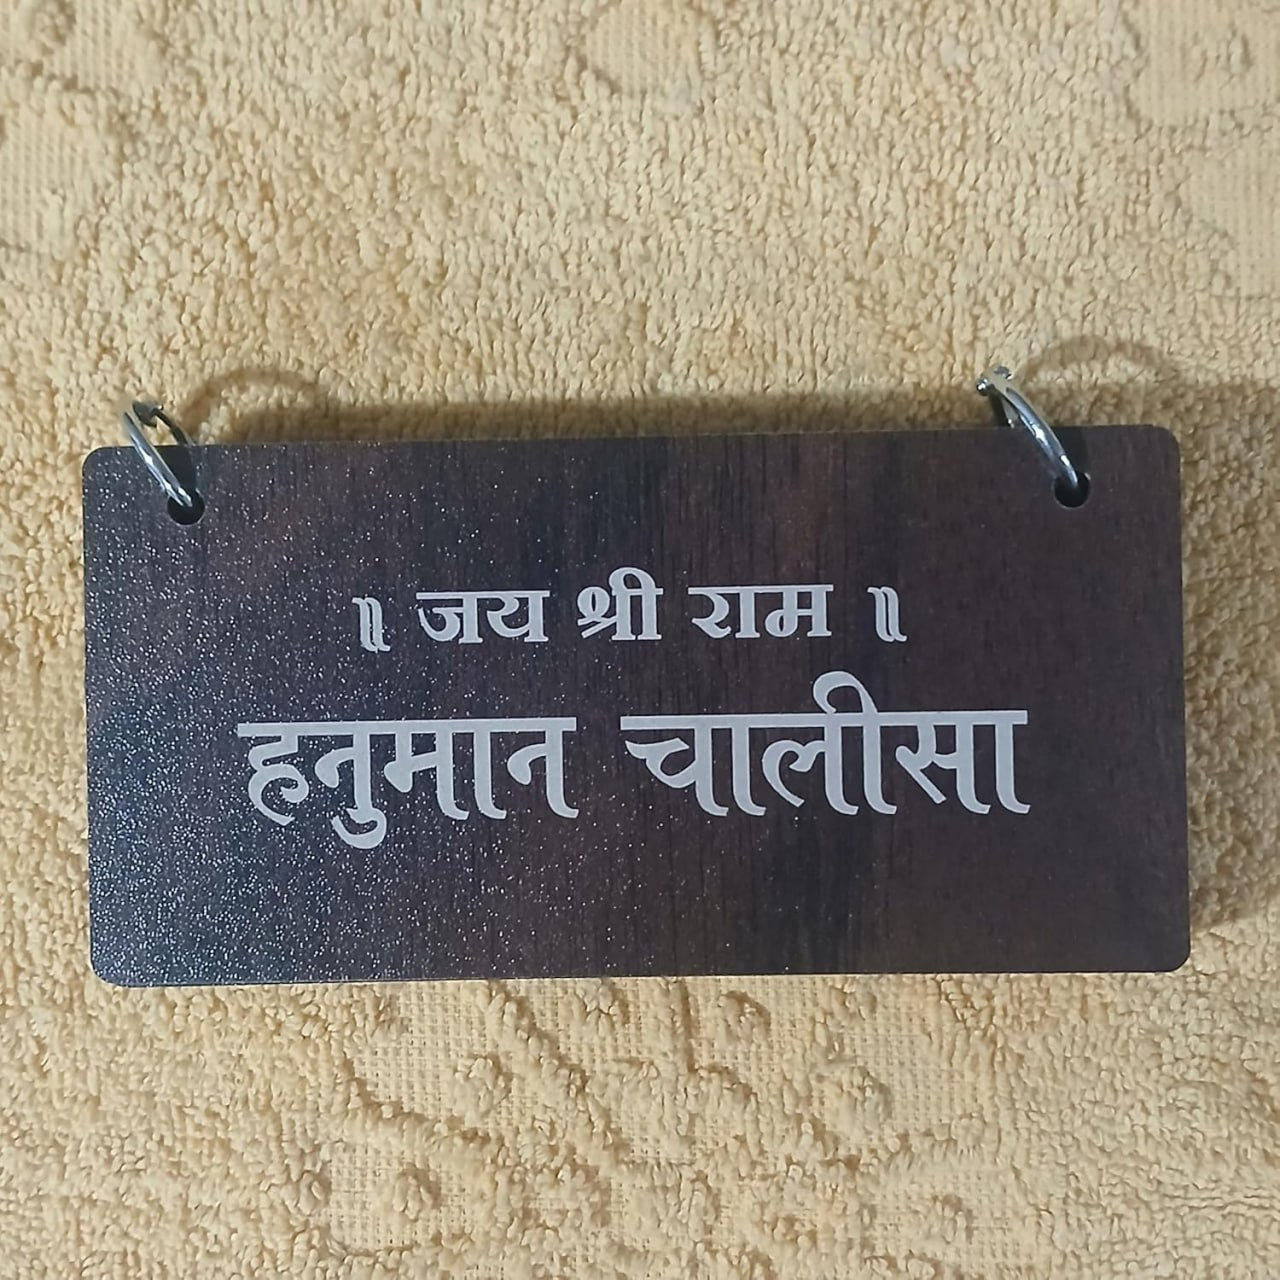 ॥ जय श्री राम ॥
हनुमान चालीसा